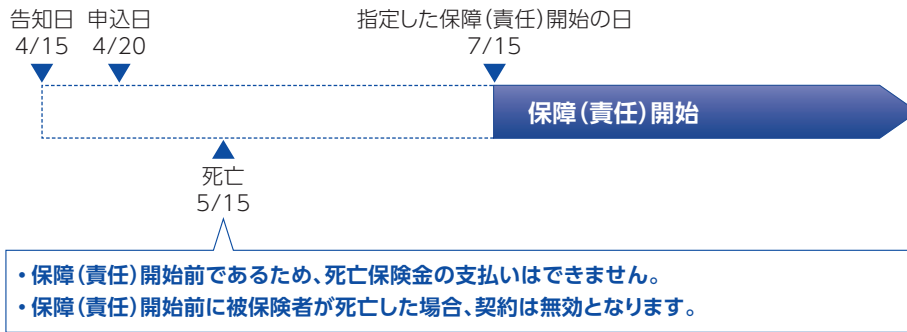 告知日 申込日 指定した保障(責任)開始の日
4/15 4/20 7/15
保障(責任)開始
死亡
5/15
・保障(責任)開始前であるため、死亡保険金の支払いはできません。
・保障(責任)開始前に被保険者が死亡した場合、契約は無効となります。